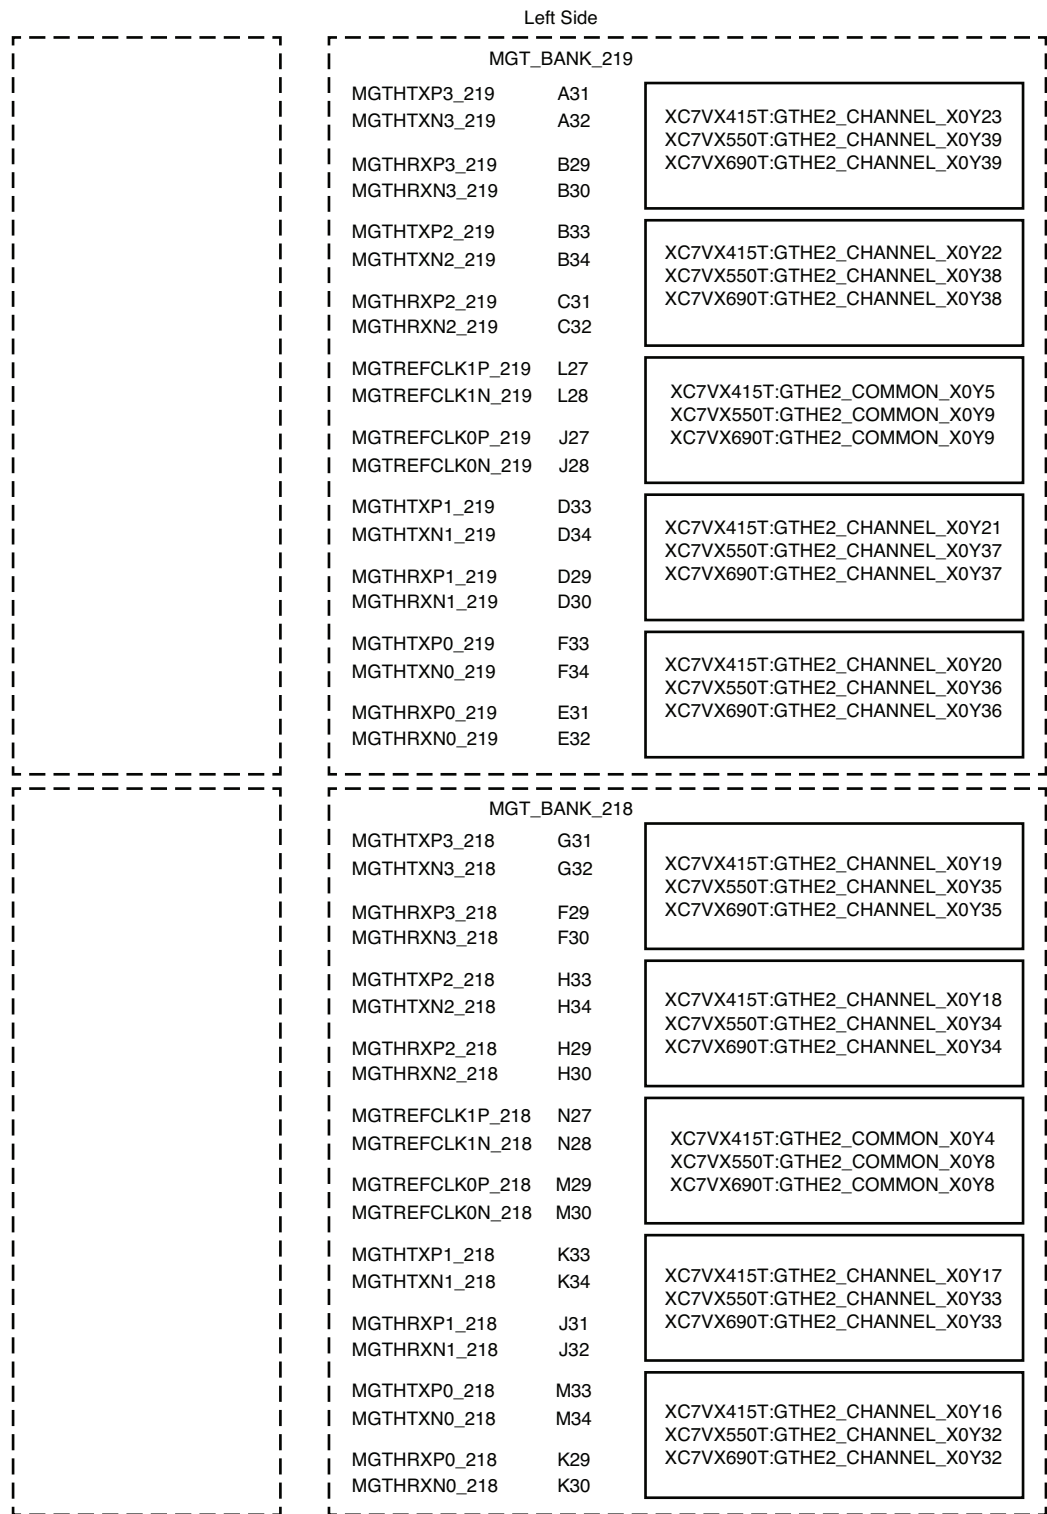 Left Side
MGT_BANK_219
MGTHTXP3_219 A31
MGTHTXN3_219 A32
MGTHRXP3_219 B29
MGTHRXN3_219 B30
XC7VX415T:GTHE2_CHANNEL_X0Y23
XC7VX550T:GTHE2_CHANNEL_X0Y39
XC7VX690T:GTHE2_CHANNEL_X0Y39
MGTHTXP2_219 B33
MGTHTXN2_219 B34
MGTHRXP2_219 C31
MGTHRXN2_219 C32
XC7VX415T:GTHE2_CHANNEL_X0Y22
XC7VX550T:GTHE2_CHANNEL_X0Y38
XC7VX690T:GTHE2_CHANNEL_X0Y38
MGTREFCLK1P_219 L27
MGTREFCLK1N_219 L28
MGTREFCLK0P_219 J27
MGTREFCLK0N_219 J28
XC7VX415T:GTHE2_COMMON_X0Y5
XC7VX550T:GTHE2_COMMON_X0Y9
XC7VX690T:GTHE2_COMMON_X0Y9
MGTHTXP1_219 D33
MGTHTXN1_219 D34
MGTHRXP1_219 D29
MGTHRXN1_219 D30
XC7VX415T:GTHE2_CHANNEL_X0Y21
XC7VX550T:GTHE2_CHANNEL_X0Y37
XC7VX690T:GTHE2_CHANNEL_X0Y37
MGTHTXP0_219 F33
MGTHTXN0_219 F34
MGTHRXP0_219 E31
MGTHRXN0_219 E32
XC7VX415T:GTHE2_CHANNEL_X0Y20
XC7VX550T:GTHE2_CHANNEL_X0Y36
XC7VX690T:GTHE2_CHANNEL_X0Y36
MGT_BANK_218
MGTHTXP3_218 G31
MGTHTXN3_218 G32
MGTHRXP3_218 F29
MGTHRXN3_218 F30
XC7VX415T:GTHE2_CHANNEL_X0Y19
XC7VX550T:GTHE2_CHANNEL_X0Y35
XC7VX690T:GTHE2_CHANNEL_X0Y35
MGTHTXP2_218 H33
MGTHTXN2_218 H34
MGTHRXP2_218 H29
MGTHRXN2_218 H30
XC7VX415T:GTHE2_CHANNEL_X0Y18
XC7VX550T:GTHE2_CHANNEL_X0Y34
XC7VX690T:GTHE2_CHANNEL_X0Y34
MGTREFCLK1P_218 N27
MGTREFCLK1N_218 N28
MGTREFCLK0P_218 M29
MGTREFCLK0N_218 M30
XC7VX415T:GTHE2_COMMON_X0Y4
XC7VX550T:GTHE2_COMMON_X0Y8
XC7VX690T:GTHE2_COMMON_X0Y8
MGTHTXP1_218 K33
MGTHTXN1_218 K34
MGTHRXP1_218 J31
MGTHRXN1_218 J32
XC7VX415T:GTHE2_CHANNEL_X0Y17
XC7VX550T:GTHE2_CHANNEL_X0Y33
XC7VX690T:GTHE2_CHANNEL_X0Y33
MGTHTXP0_218 M33
MGTHTXN0_218 M34
MGTHRXP0_218 K29
MGTHRXN0_218 K30
XC7VX415T:GTHE2_CHANNEL_X0Y16
XC7VX550T:GTHE2_CHANNEL_X0Y32
XC7VX690T:GTHE2_CHANNEL_X0Y32